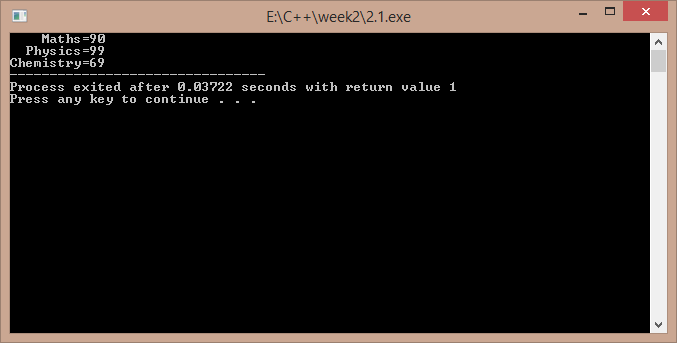 E:\C++\week2\2.1.exe
    Maths=90
  Physics=99
Chemistry=69
--------------------------------
Process exited after 0.03722 seconds with return value 1
Press any key to continue . . .